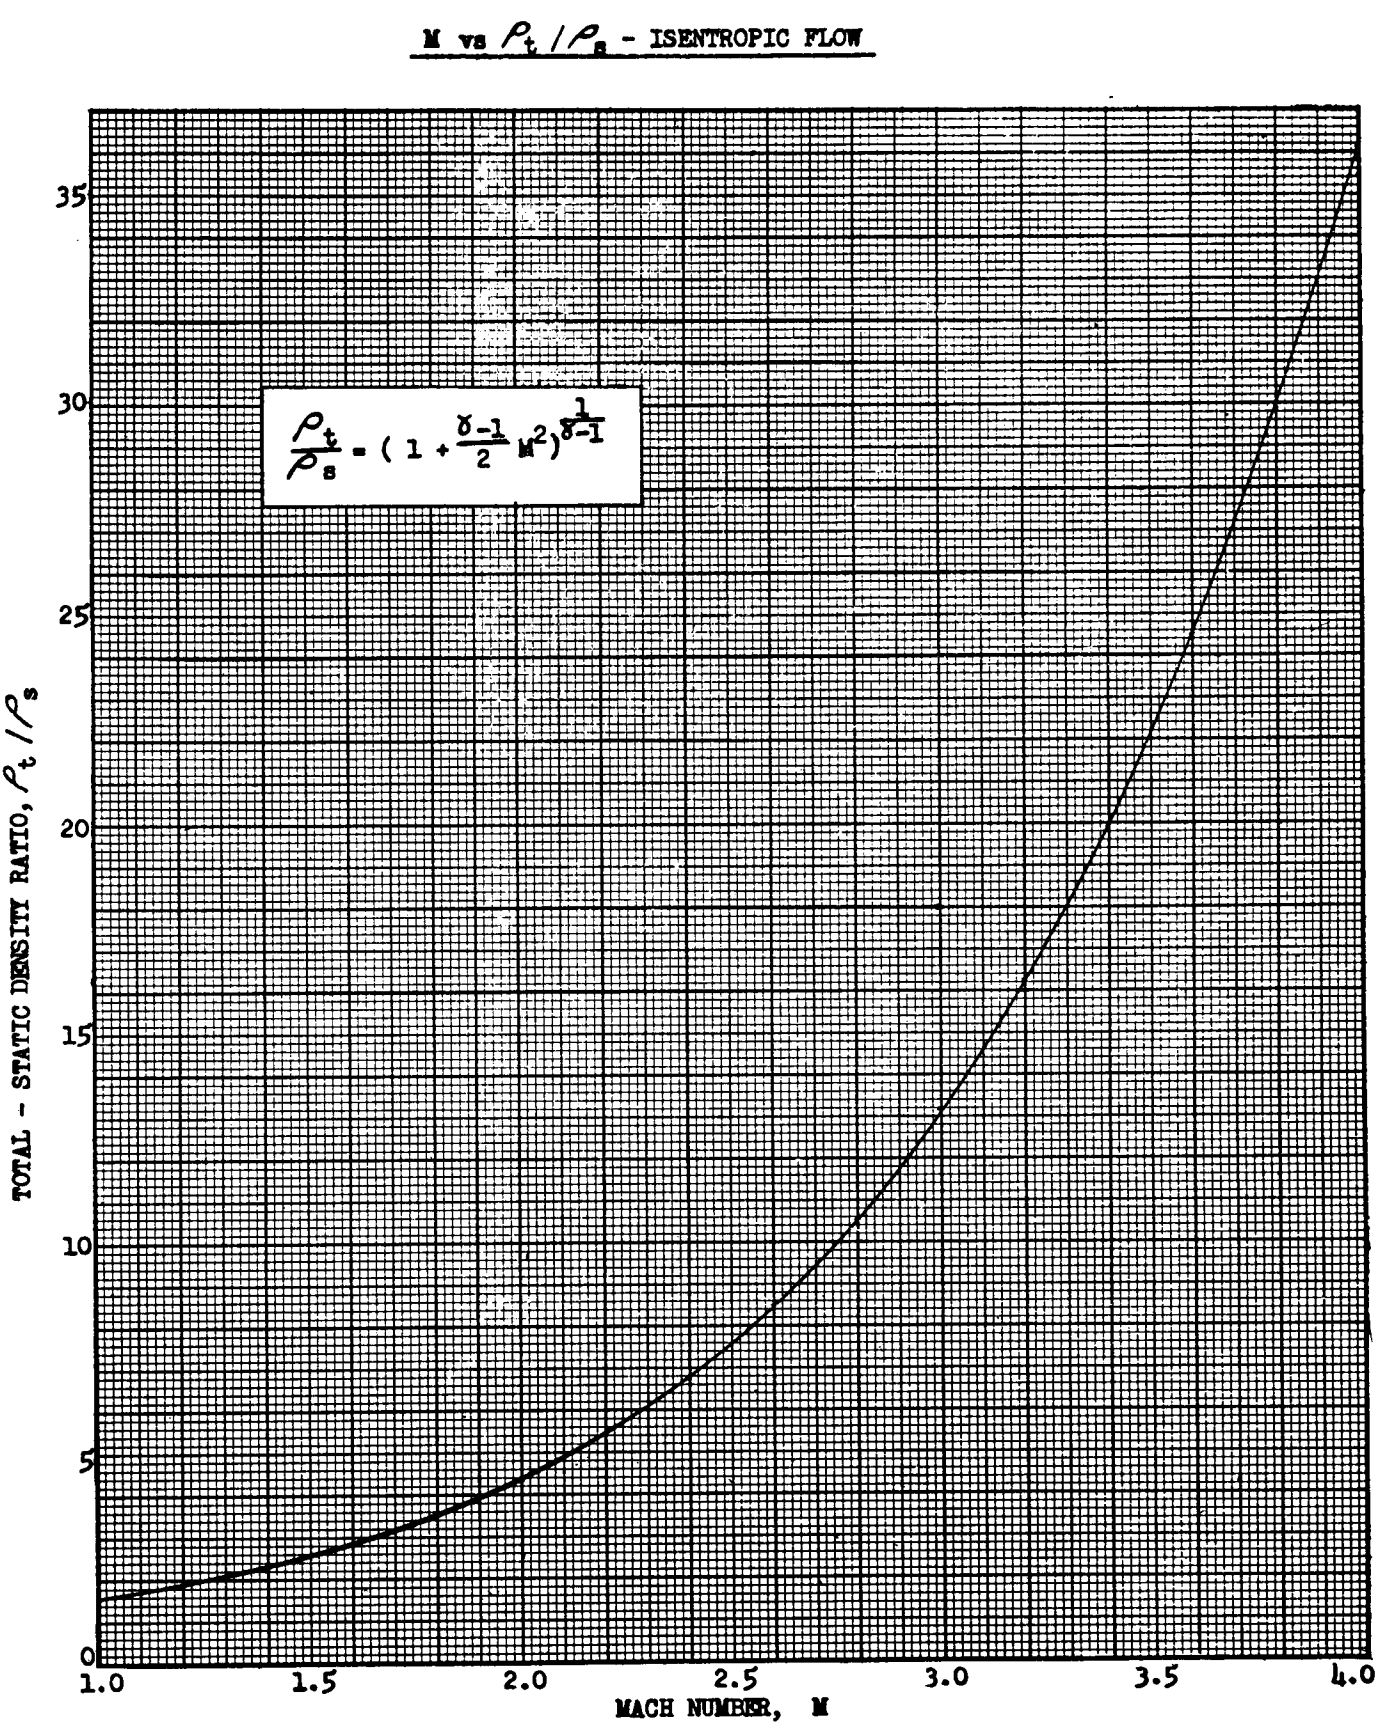 M vs ρt / ρs - ISENTROPIC FLOW
35
30
ρt/ρs = ( 1 + γ-1/2 M²)^1/γ-1
25
20
15
10
5
0
TOTAL - STATIC DENSITY RATIO, ρt / ρs
1.0 1.5 2.0 2.5 3.0 3.5 4.0
MACH NUMBER, M